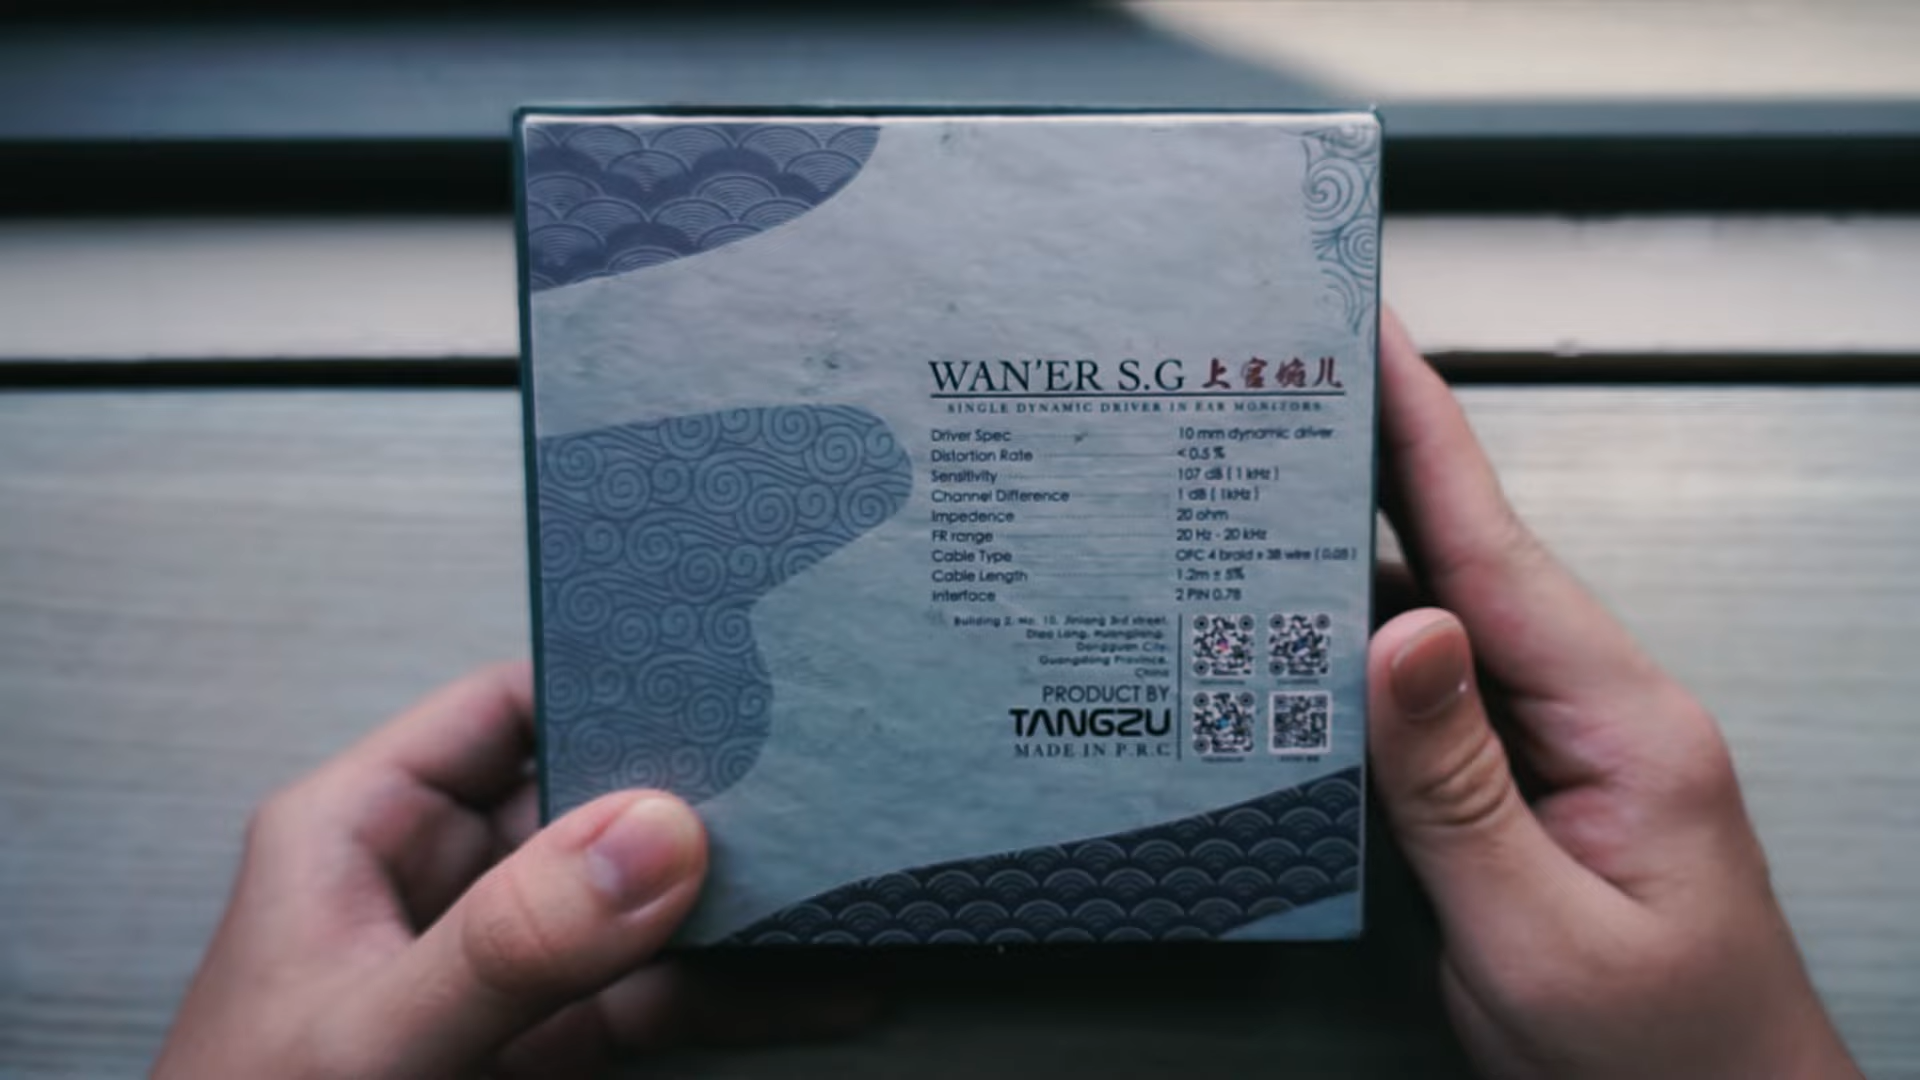 WAN'ER S.G 上官婉儿
SINGLE DYNAMIC DRIVER IN EAR MONITORS
Driver Spec 10 mm dynamic driver
Distortion Rate <0.5 %
Sensitivity 107 dB ( 1 kHz )
Channel Difference 1 dB ( 1kHz )
Impedence 20 ohm
FR range 20 Hz - 20 kHz
Cable Type OFC 4 braid * 38 wire ( 0.05 )
Cable Length 1.2m ± 5%
Interface 2 PIN 0.78
Building 2, No. 10, Jinlang 3rd street,
Diao Lang, Huangjiang,
Dongguan City,
Guangdong Province,
China
PRODUCT BY
TANGZU
MADE IN P.R.C